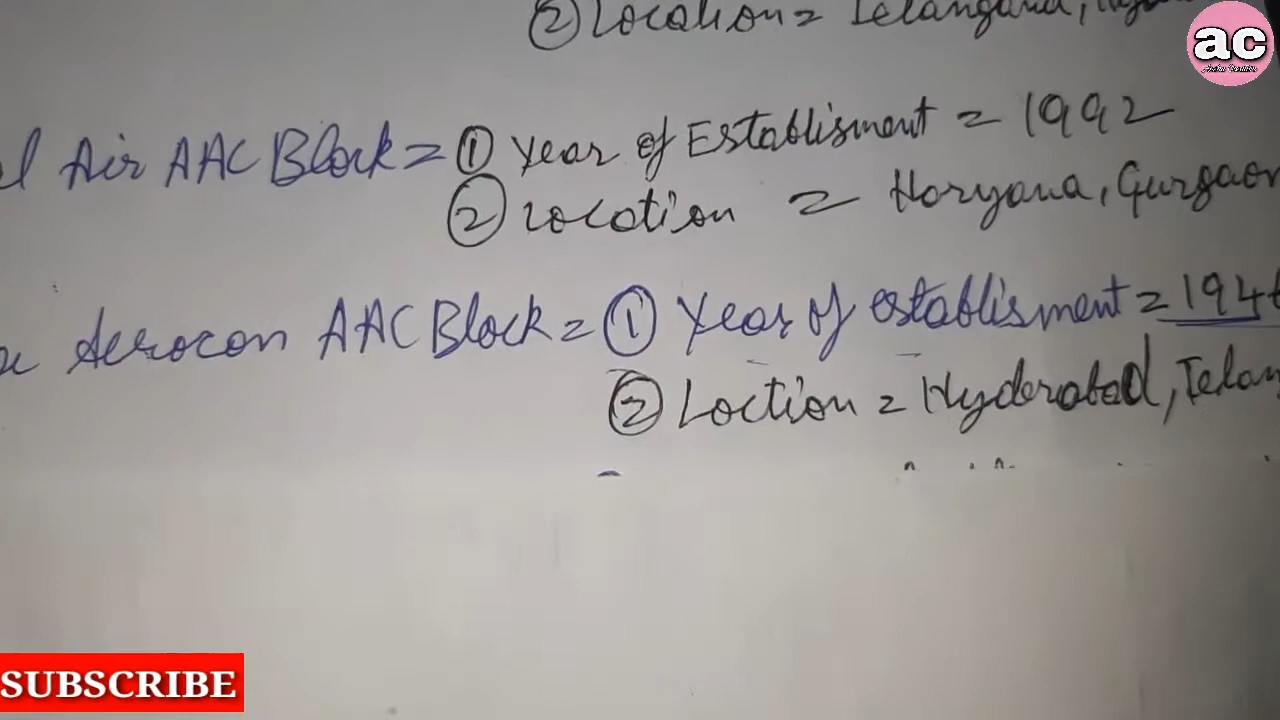 ② Location = Telangana,
ac
Air AAC Block = ① Year of Establisment = 1992
② Location = Haryana, Gurgaon
Aerocon AAC Block = ① Year of establisment = 194
② Loction = Hyderabad, Telan
SUBSCRIBE